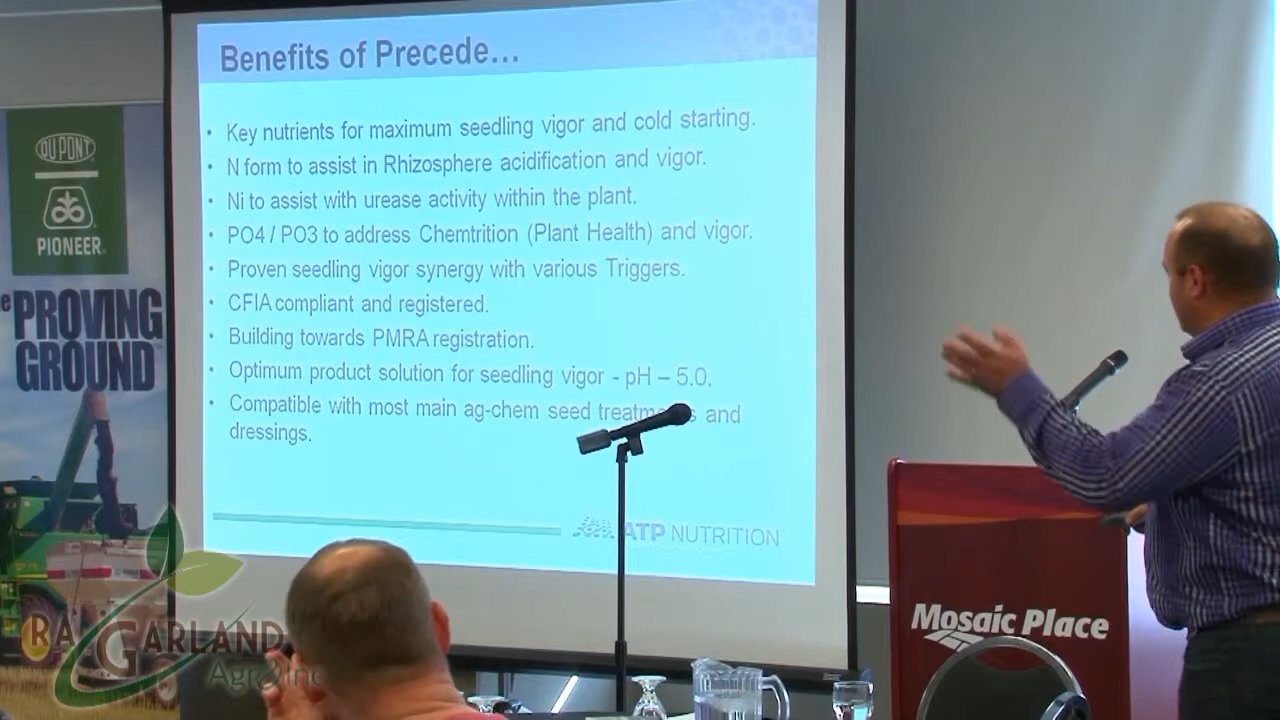 Benefits of Precede…
• Key nutrients for maximum seedling vigor and cold starting.
• N form to assist in Rhizosphere acidification and vigor.
• Ni to assist with urease activity within the plant.
• PO4 / PO3 to address Chemtrition (Plant Health) and vigor.
• Proven seedling vigor synergy with various Triggers.
• CFIA compliant and registered.
• Building towards PMRA registration.
• Optimum product solution for seedling vigor - pH – 5.0.
• Compatible with most main ag-chem seed and
dressings.
ATP NUTRITION
DUPONT
PIONEER
PROVING
GROUND
Mosaic Place
GARLAND
Agro Inc